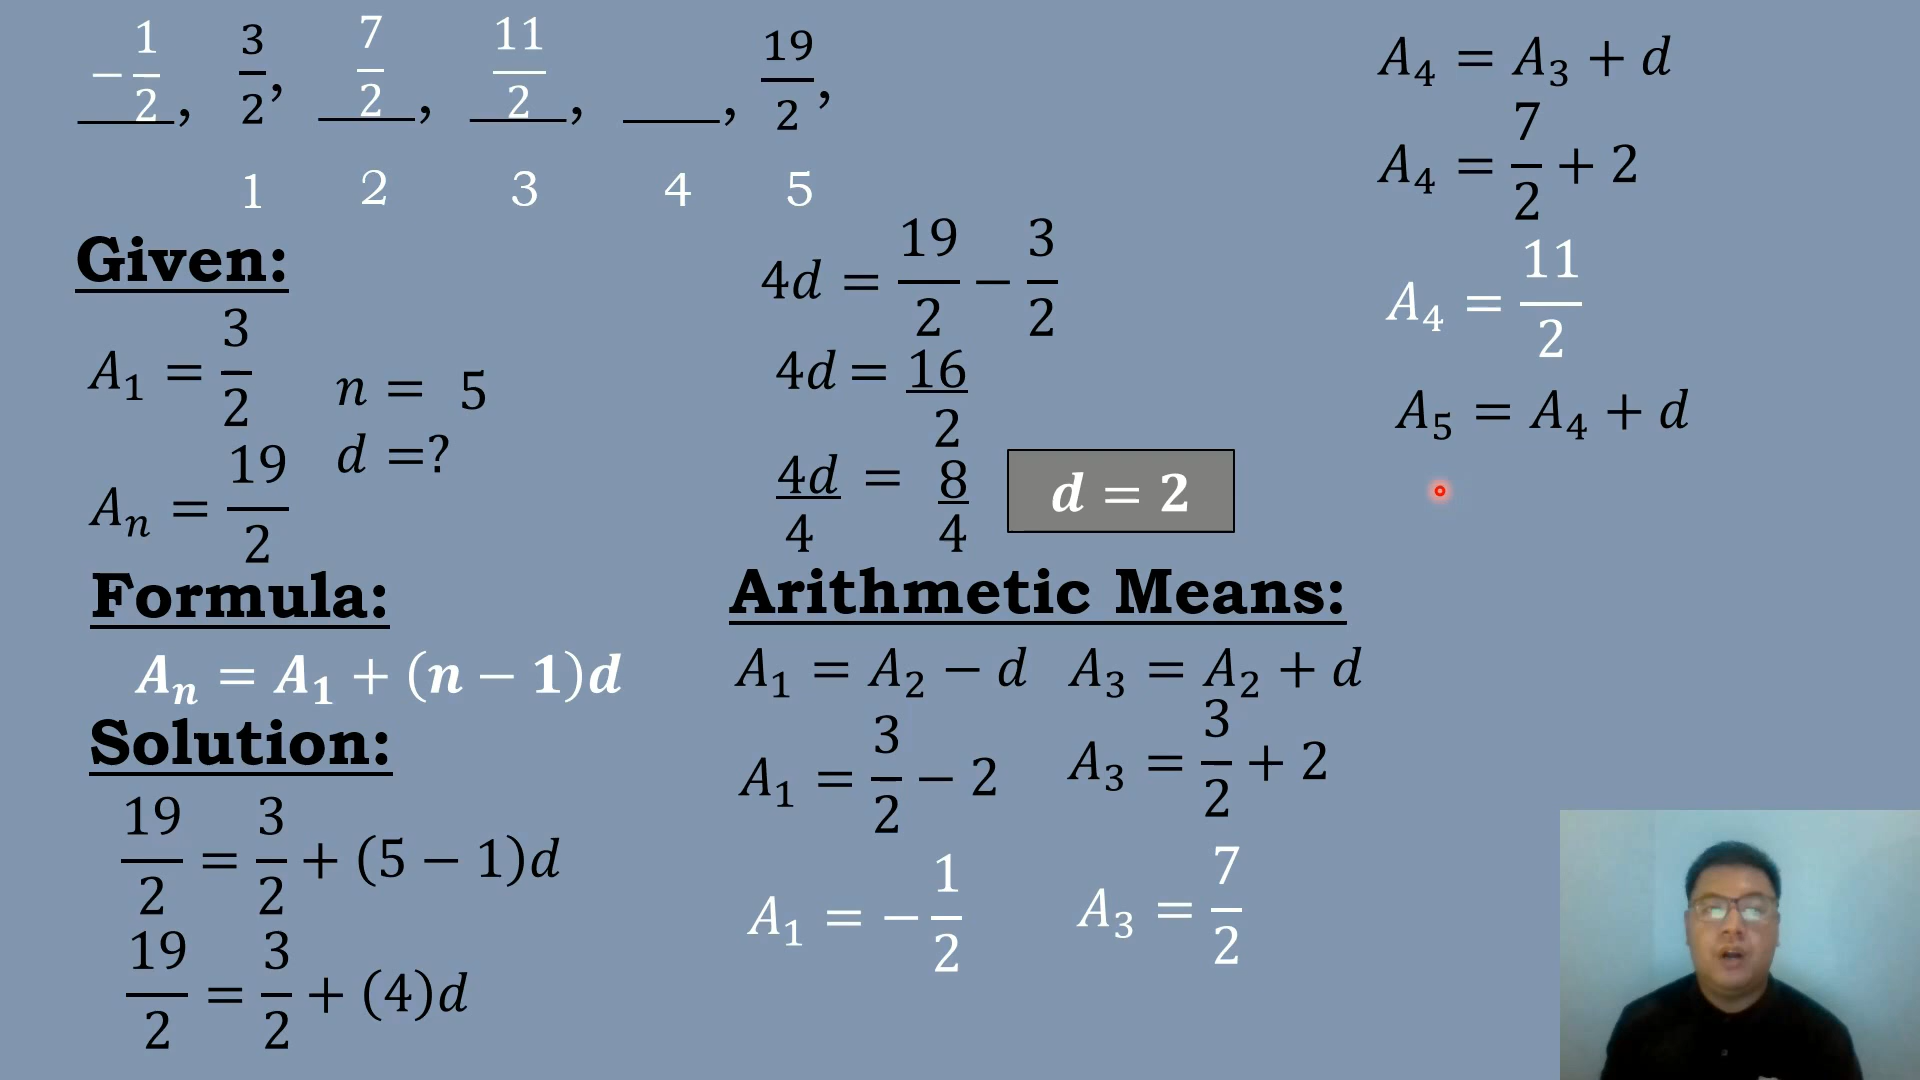 -1/2, 3/2, 7/2, 11/2, ___, 19/2,
1 2 3 4 5
Given:
A₁ = 3/2
n = 5
d =?
Aₙ = 19/2
Formula:
Aₙ = A₁ + (n − 1)d
Solution:
19/2 = 3/2 + (5 − 1)d
19/2 = 3/2 + (4)d
4d = 19/2 − 3/2
4d = 16/2
4d/4 = 8/4
d = 2
Arithmetic Means:
A₁ = A₂ − d
A₁ = 3/2 − 2
A₁ = −1/2
A₃ = A₂ + d
A₃ = 3/2 + 2
A₃ = 7/2
A₄ = A₃ + d
A₄ = 7/2 + 2
A₄ = 11/2
A₅ = A₄ + d